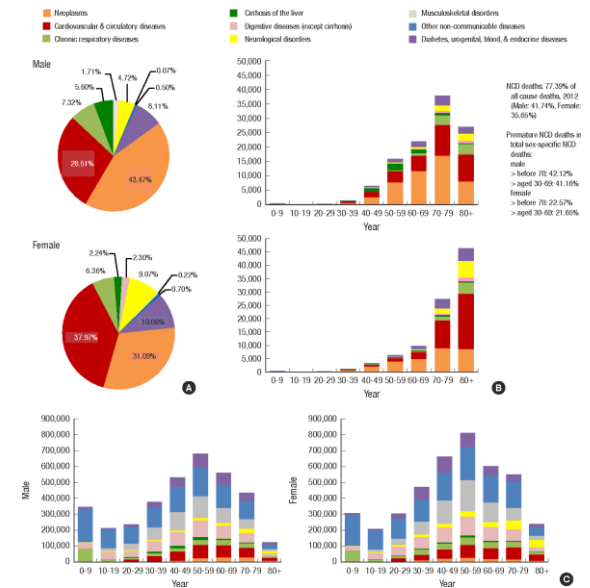 Neoplasms
Cardiovascular & circulatory diseases
Chronic respiratory diseases
Cirrhosis of the liver
Digestive diseases (except cirrhosis)
Neurological disorders
Musculoskeletal disorders
Other non-communicable diseases
Diabetes, urogenital, blood, & endocrine diseases
Male
1.71%
4.72%
0.07%
0.50%
5.60%
8.11%
7.32%
28.51%
43.47%
50,000
45,000
40,000
35,000
30,000
25,000
20,000
15,000
10,000
5,000
0
0-9 10-19 20-29 30-39 40-49 50-59 60-69 70-79 80+
Year
NCD deaths: 77.39% of
all cause deaths, 2012
(Male: 41.74%, Female:
35.65%)
Premature NCD deaths in
total sex-specific NCD
deaths:
male
> before 70: 42.12%
> aged 30-69: 41.16%
female
> before 70: 22.57%
> aged 30-69: 21.65%
Female
2.24%
2.30%
9.07%
0.22%
0.70%
6.36%
10.06%
37.97%
31.09%
A
50,000
45,000
40,000
35,000
30,000
25,000
20,000
15,000
10,000
5,000
0
0-9 10-19 20-29 30-39 40-49 50-59 60-69 70-79 80+
Year
B
Male
900,000
800,000
700,000
600,000
500,000
400,000
300,000
200,000
100,000
0
0-9 10-19 20-29 30-39 40-49 50-59 60-69 70-79 80+
Year
Female
900,000
800,000
700,000
600,000
500,000
400,000
300,000
200,000
100,000
0
0-9 10-19 20-29 30-39 40-49 50-59 60-69 70-79 80+
Year
C